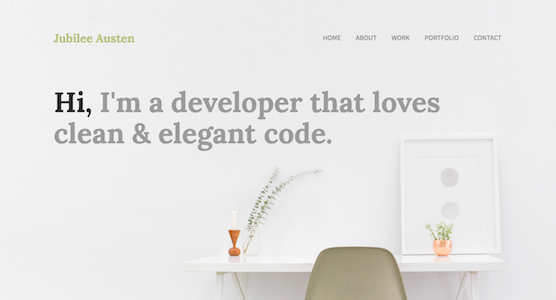 Jubilee Austen
HOME ABOUT WORK PORTFOLIO CONTACT
Hi, I'm a developer that loves
clean & elegant code.